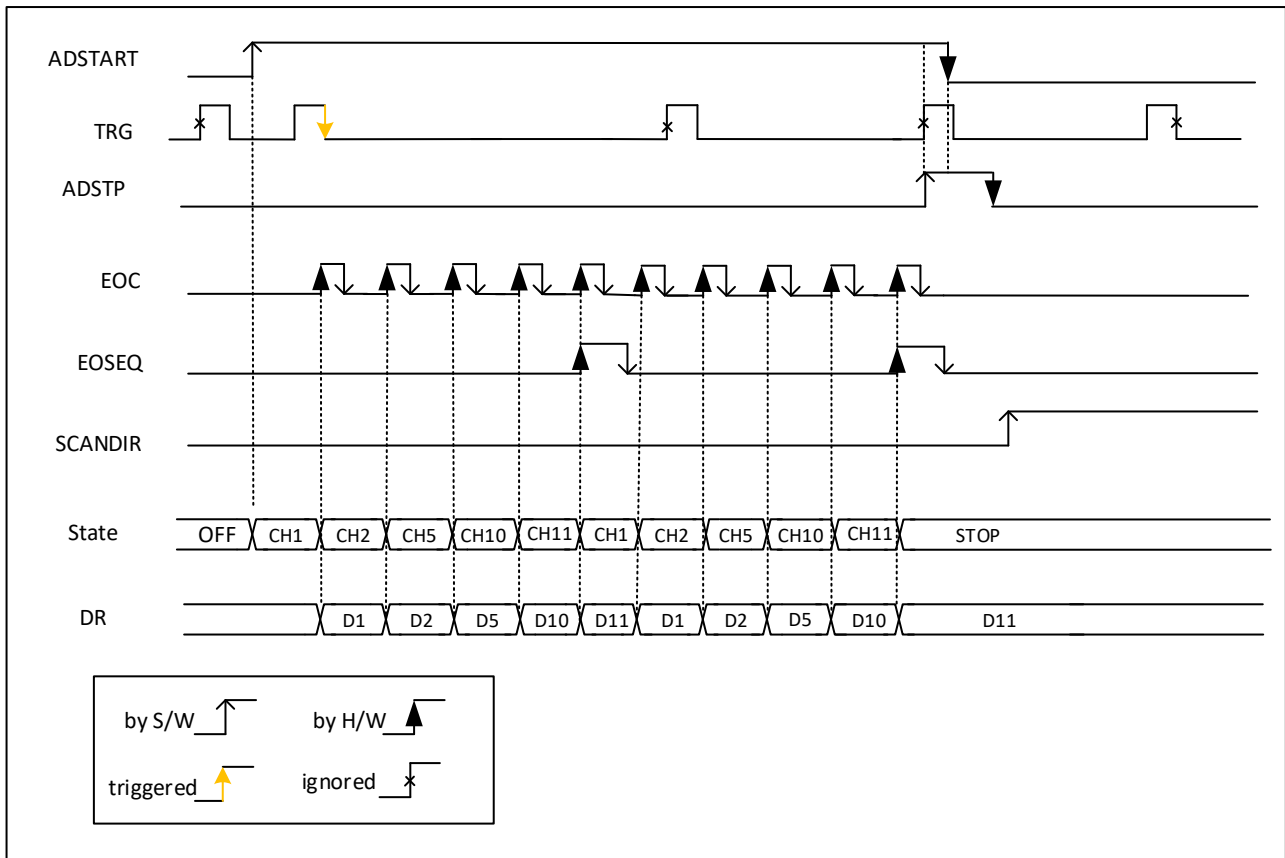 ADSTART
TRG
ADSTP
EOC
EOSEQ
SCANDIR
State OFF CH1 CH2 CH5 CH10 CH11 CH1 CH2 CH5 CH10 CH11 STOP
DR D1 D2 D5 D10 D11 D1 D2 D5 D10 D11
by S/W by H/W
triggered ignored